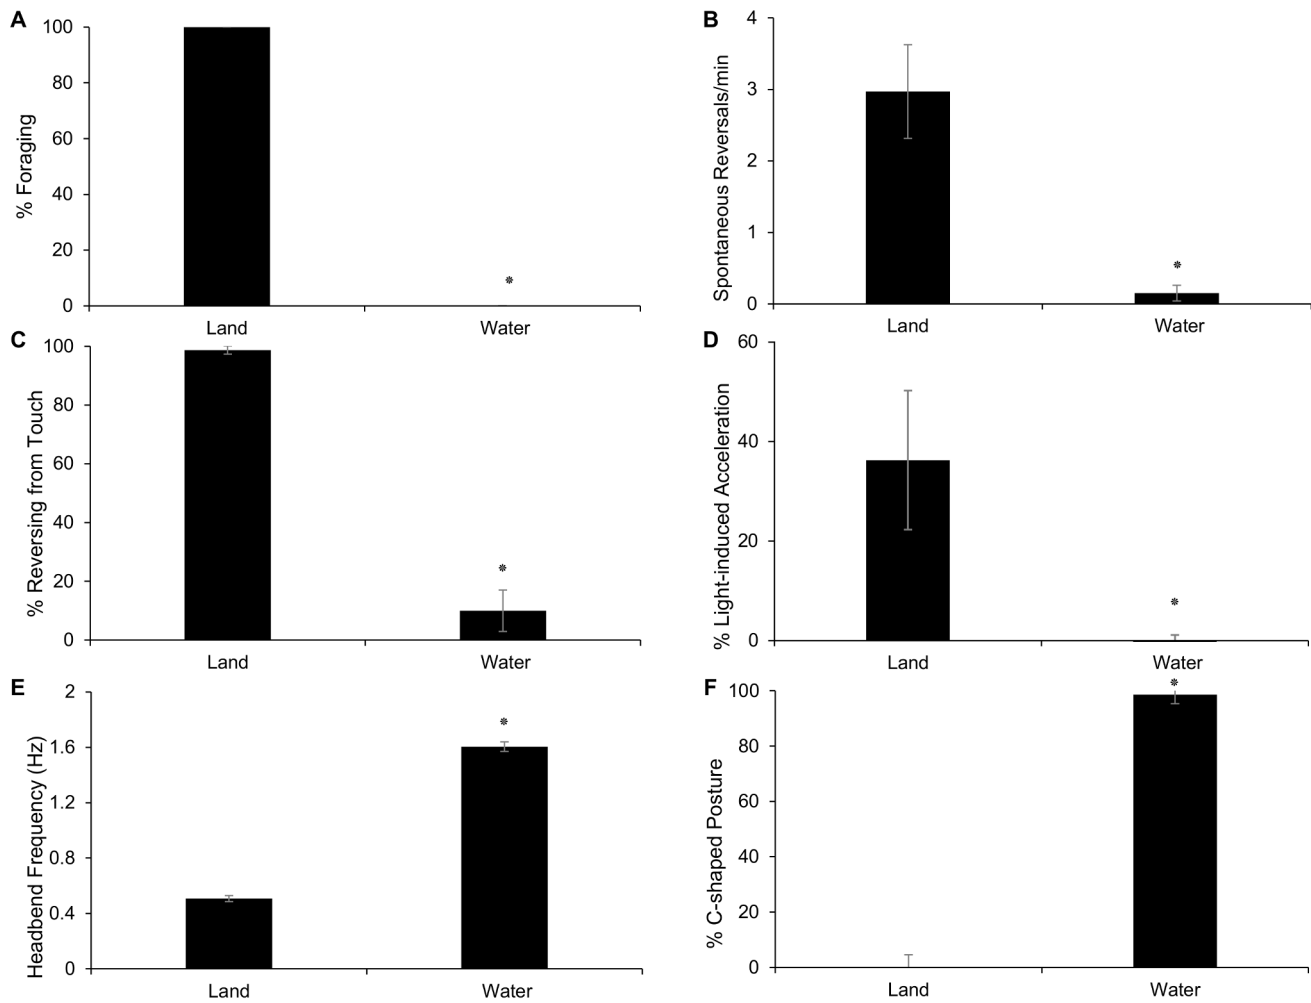 A
% Foraging
100
80
60
40
20
0
*
Land Water
B
Spontaneous Reversals/min
4
3
2
1
0
*
Land Water
C
% Reversing from Touch
100
80
60
40
20
0
*
Land Water
D
% Light-induced Acceleration
60
40
20
0
*
Land Water
E
Headbend Frequency (Hz)
2
1.6
1.2
0.8
0.4
0
*
Land Water
F
% C-shaped Posture
100
80
60
40
20
0
*
Land Water